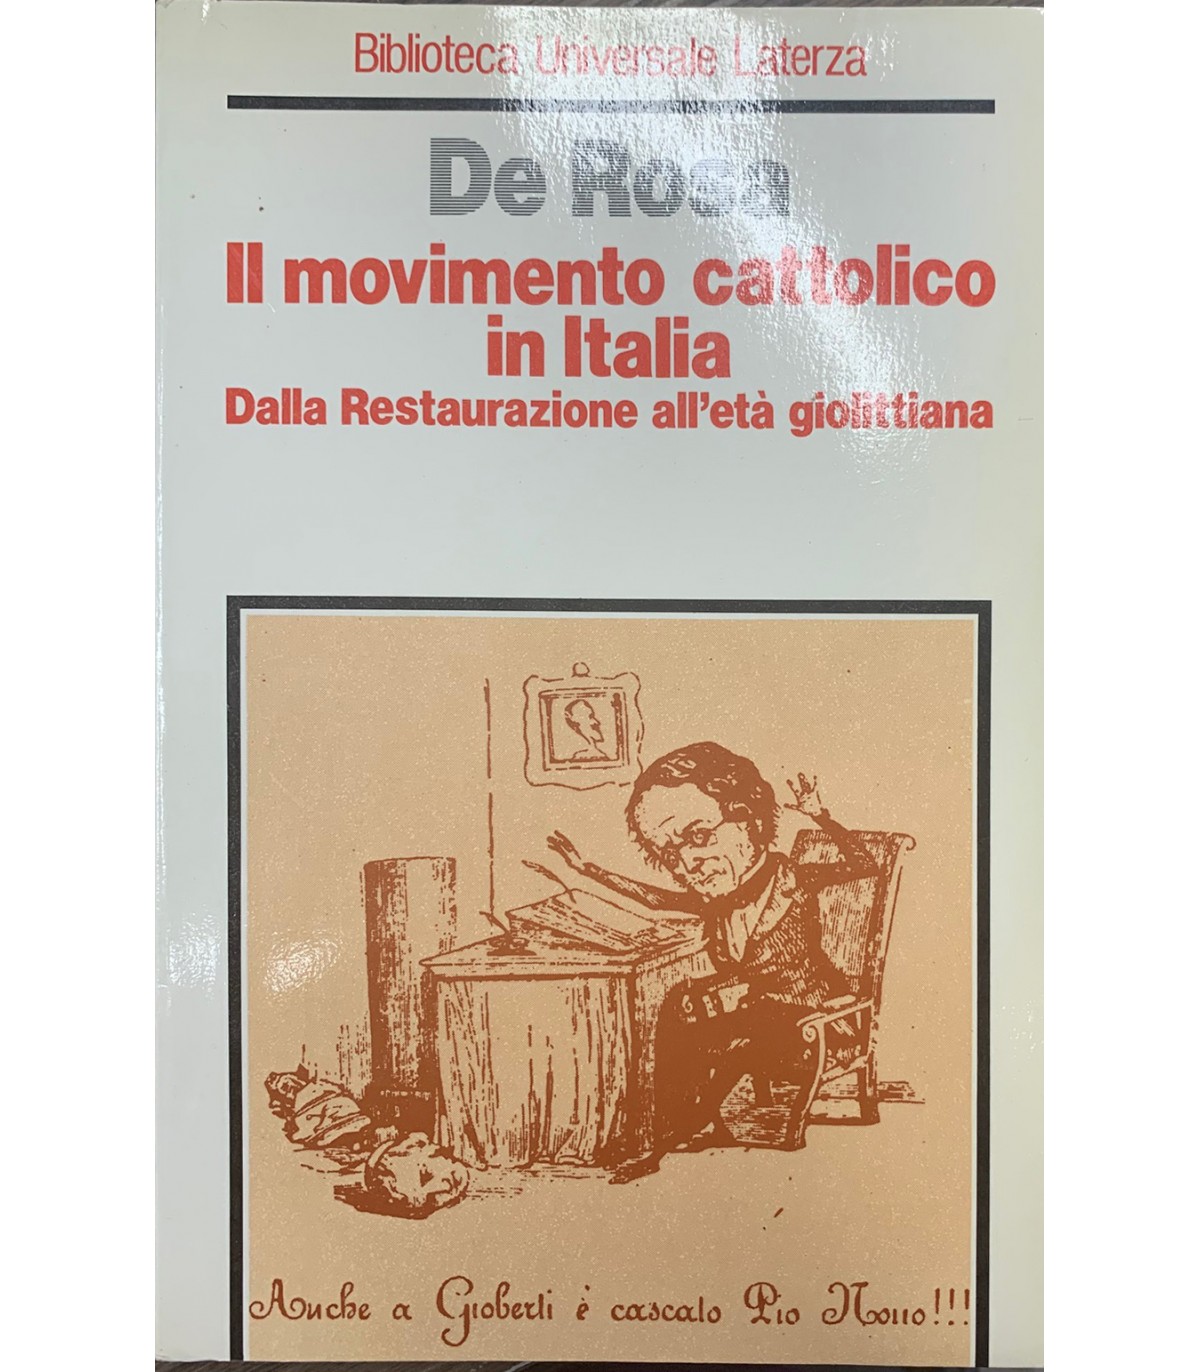 Biblioteca Universale Laterza
De Rosa
Il movimento cattolico
in Italia
Dalla Restaurazione all'età giolittiana
Anche a Gioberti è cascato Pio Nono!!!